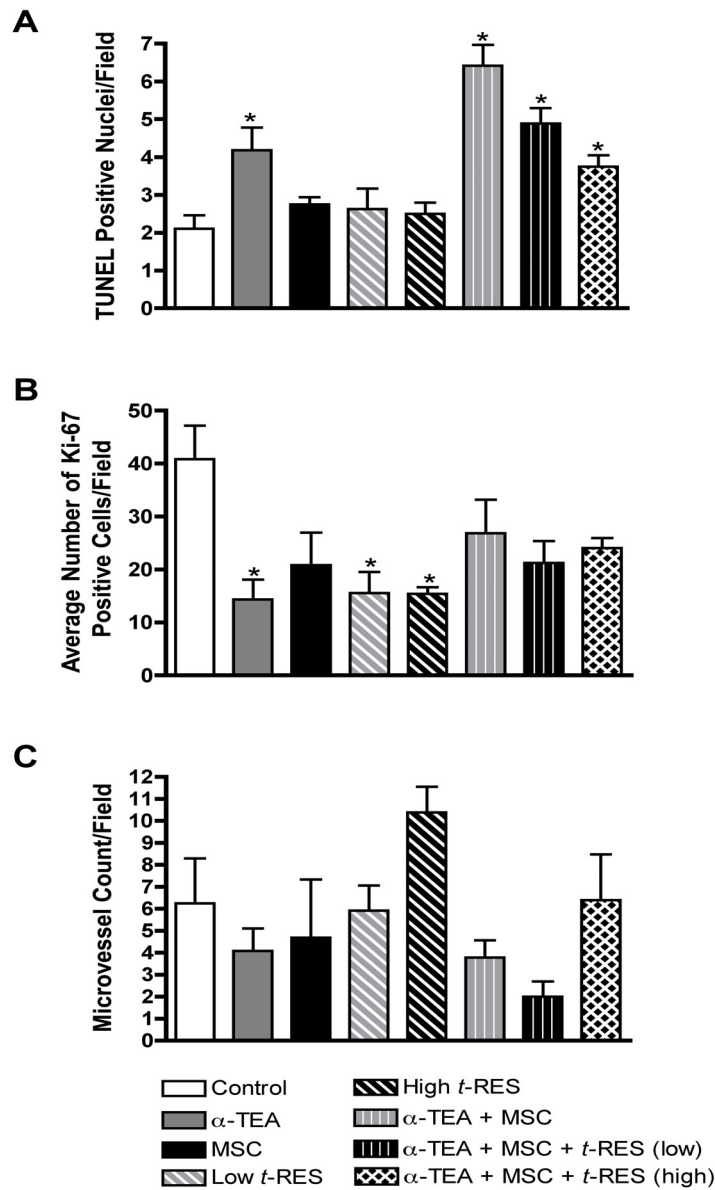 A
TUNEL Positive Nuclei/Field
7
6
5
4
3
2
1
0
*
*
*
*
B
Average Number of Ki-67
Positive Cells/Field
50
40
30
20
10
0
*
*
*
C
Microvessel Count/Field
12
11
10
9
8
7
6
5
4
3
2
1
0
Control
α-TEA
MSC
Low t-RES
High t-RES
α-TEA + MSC
α-TEA + MSC + t-RES (low)
α-TEA + MSC + t-RES (high)